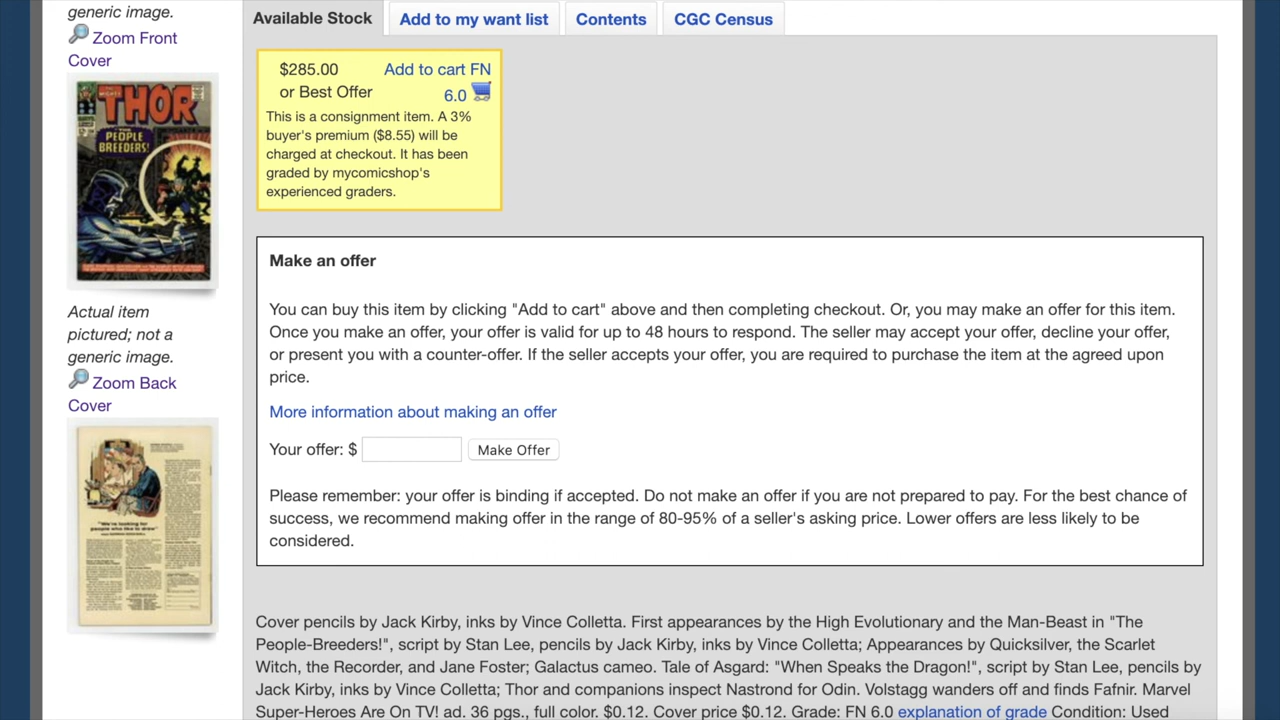 generic image.
Zoom Front
Cover
THOR
THE
PEOPLE
BREEDERS!
Actual item
pictured; not a
generic image.
Zoom Back
Cover
"We're looking for
people who like to draw"
Available Stock
Add to my want list
Contents
CGC Census
$285.00 Add to cart FN
or Best Offer 6.0
This is a consignment item. A 3%
buyer's premium ($8.55) will be
charged at checkout. It has been
graded by mycomicshop's
experienced graders.
Make an offer
You can buy this item by clicking "Add to cart" above and then completing checkout. Or, you may make an offer for this item.
Once you make an offer, your offer is valid for up to 48 hours to respond. The seller may accept your offer, decline your offer,
or present you with a counter-offer. If the seller accepts your offer, you are required to purchase the item at the agreed upon
price.
More information about making an offer
Your offer: $ Make Offer
Please remember: your offer is binding if accepted. Do not make an offer if you are not prepared to pay. For the best chance of
success, we recommend making offer in the range of 80-95% of a seller's asking price. Lower offers are less likely to be
considered.
Cover pencils by Jack Kirby, inks by Vince Colletta. First appearances by the High Evolutionary and the Man-Beast in "The
People-Breeders!", script by Stan Lee, pencils by Jack Kirby, inks by Vince Colletta; Appearances by Quicksilver, the Scarlet
Witch, the Recorder, and Jane Foster; Galactus cameo. Tale of Asgard: "When Speaks the Dragon!", script by Stan Lee, pencils by
Jack Kirby, inks by Vince Colletta; Thor and companions inspect Nastrond for Odin. Volstagg wanders off and finds Fafnir. Marvel
Super-Heroes Are On TV! ad. 36 pgs., full color. $0.12. Cover price $0.12. Grade: FN 6.0 explanation of grade Condition: Used